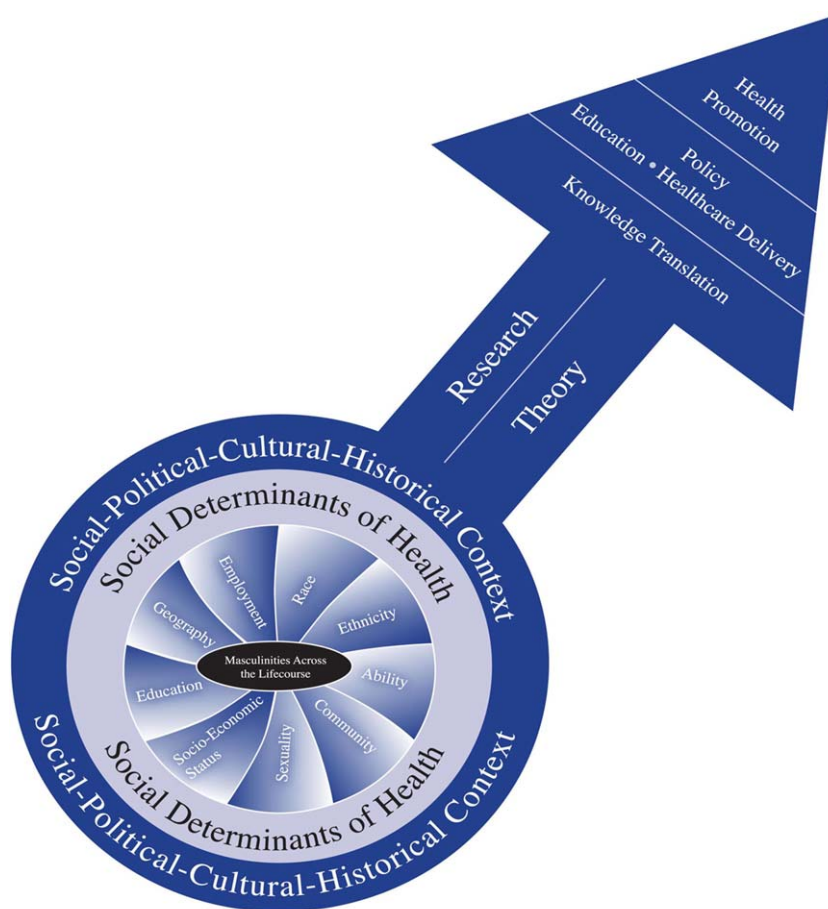 Health
Promotion
Policy
Education • Healthcare Delivery
Knowledge Translation
Research
Theory
Social-Political-Cultural-Historical Context
Social Determinants of Health
Employment
Race
Geography
Ethnicity
Masculinities Across
the Lifecourse
Education
Ability
Socio-Economic
Status
Sexuality
Community
Social Determinants of Health
Social-Political-Cultural-Historical Context